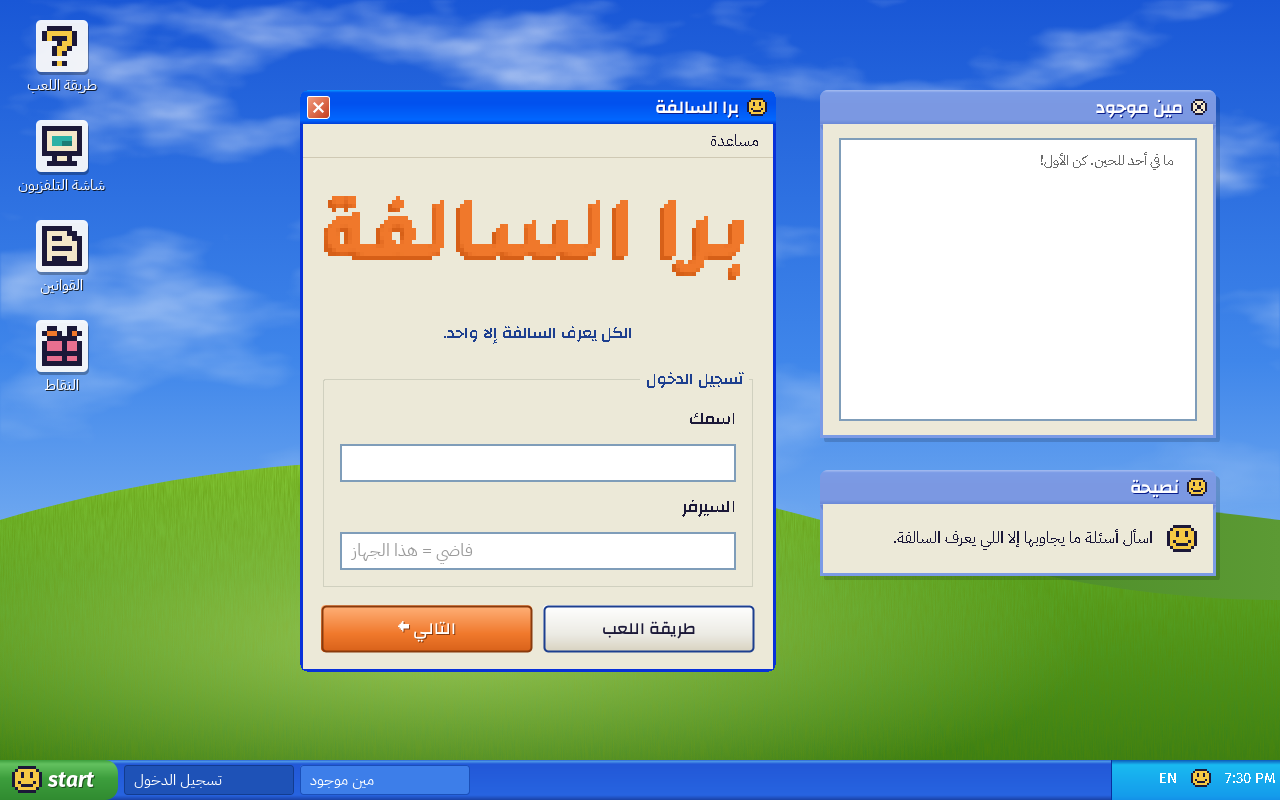 طريقة اللعب
شاشة التلفزيون
القوانين
النقاط
برا السالفة
مساعدة
برا السالفة
الكل يعرف السالفة إلا واحد.
تسجيل الدخول
اسمك
السيرفر
فاضي = هذا الجهاز
طريقة اللعب
التالي
مين موجود
ما في أحد للحين. كن الأول!
نصيحة
اسأل أسئلة ما يجاوبها إلا اللي يعرف السالفة.
start
تسجيل الدخول
مين موجود
EN
7:30 PM